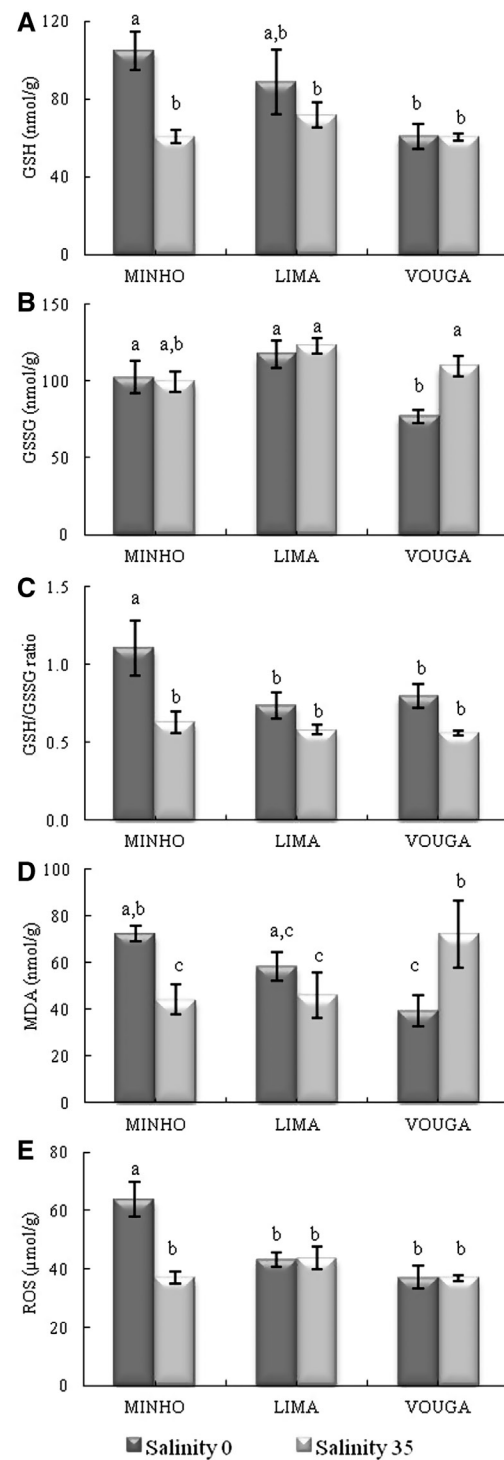 A
GSH (nmol/g)
120
80
40
0
a
b
a,b
b
b
b
MINHO LIMA VOUGA
B
GSSG (nmol/g)
150
100
50
0
a
a,b
a
a
b
a
MINHO LIMA VOUGA
C
GSH/GSSG ratio
1.5
1.0
0.5
0.0
a
b
b
b
b
b
MINHO LIMA VOUGA
D
MDA (nmol/g)
100
80
60
40
20
0
a,b
c
a,c
c
c
b
MINHO LIMA VOUGA
E
ROS (µmol/g)
80
60
40
20
0
a
b
b
b
b
b
MINHO LIMA VOUGA
Salinity 0 Salinity 35